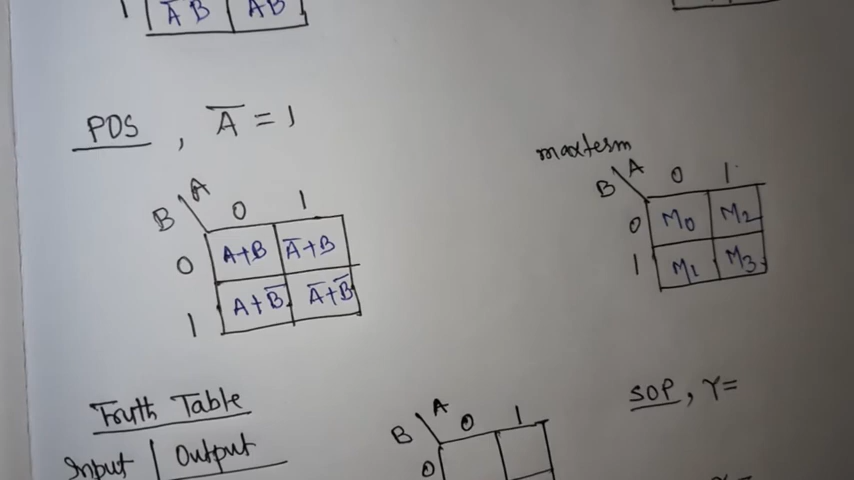 1 A̅ B AB
POS , A̅ = 1
maxterm
B A 0 1
0 A+B A̅+B
1 A+B̅ A̅+B̅
B A 0 1
0 M0 M2
1 M1 M3
Truth Table
Input | Output
B A 0 1
0
SOP , Y=